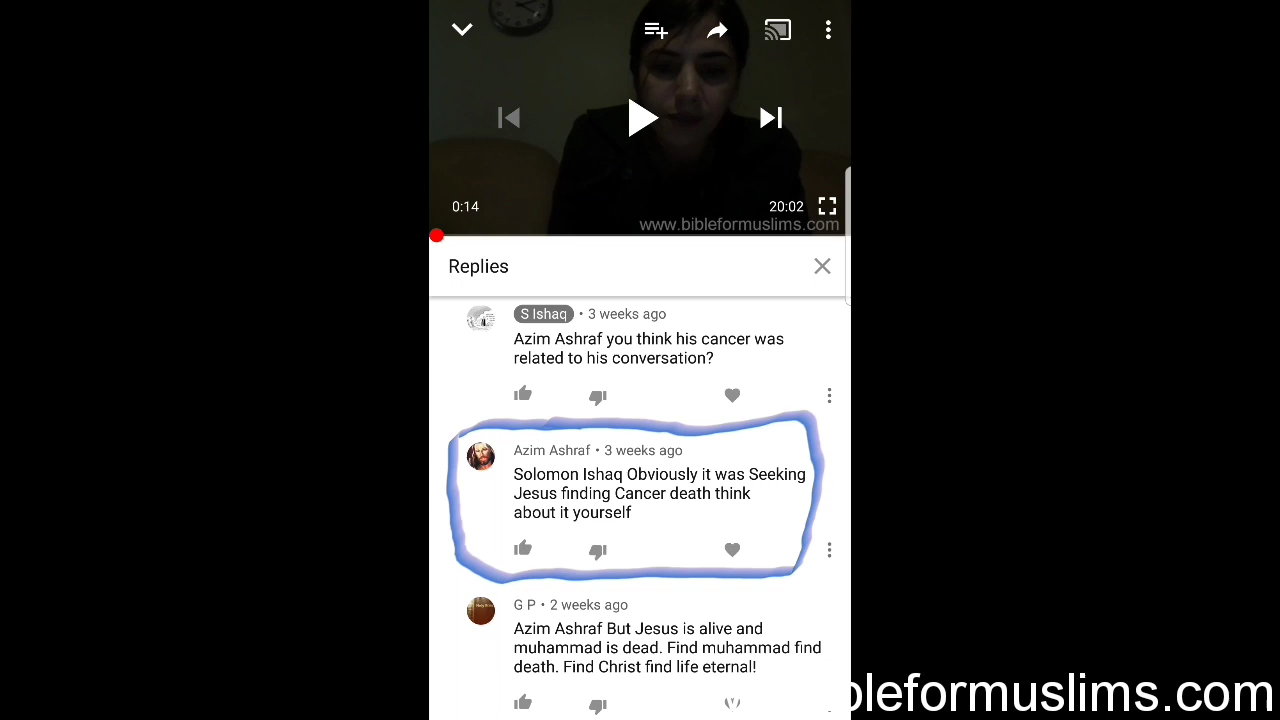 0:14
20:02
www.bibleformuslims.com
Replies
S Ishaq • 3 weeks ago
Azim Ashraf you think his cancer was
related to his conversation?
Azim Ashraf • 3 weeks ago
Solomon Ishaq Obviously it was Seeking
Jesus finding Cancer death think
about it yourself
G P • 2 weeks ago
Azim Ashraf But Jesus is alive and
muhammad is dead. Find muhammad find
death. Find Christ find life eternal!
bleformuslims.com